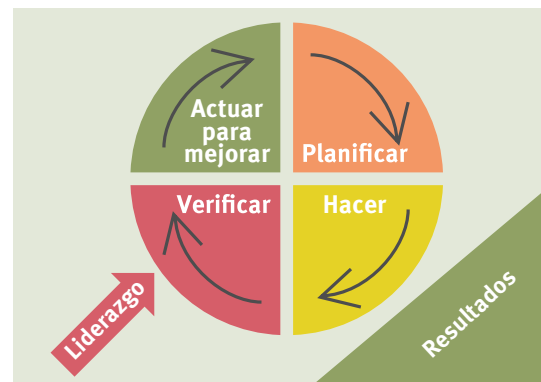 Actuar
para
mejorar
Planificar
Verificar
Hacer
Liderazgo
Resultados